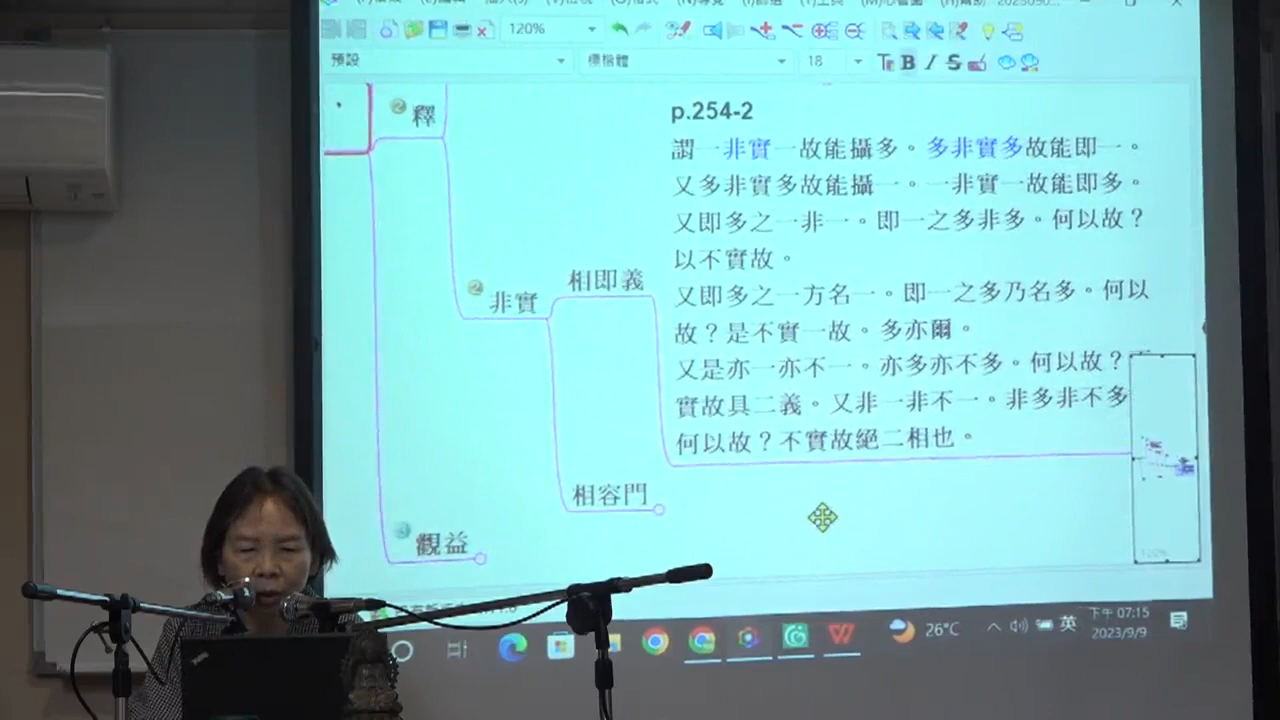 120%
預設
標楷體
18
釋
非實
相即義
相容門
觀益
p.254-2
謂一非實一故能攝多。多非實多故能即一。
又多非實多故能攝一。一非實一故能即多。
又即多之一非一。即一之多非多。何以故?
以不實故。
又即多之一方名一。即一之多乃名多。何以
故?是不實一故。多亦爾。
又是亦一亦不一。亦多亦不多。何以故?
實故具二義。又非一非不一。非多非不多
何以故?不實故絕二相也。
26°C
英
下午 07:15
2023/9/9